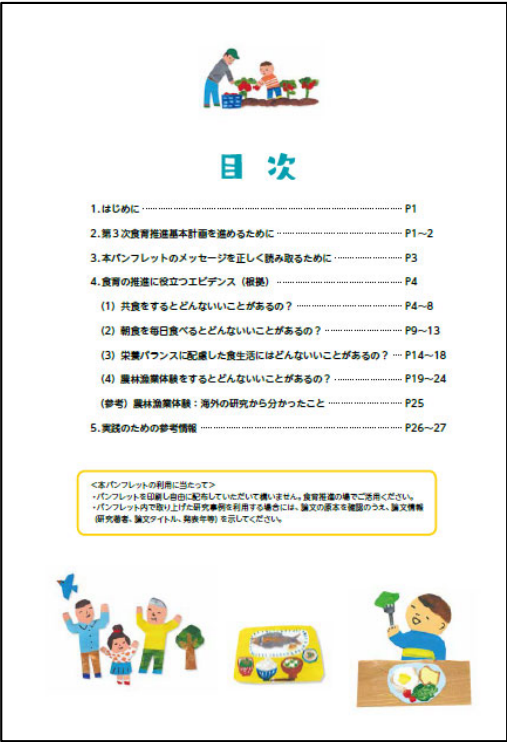 目次
1.はじめに ………… P1
2.第3次食育推進基本計画を進めるために ………… P1～2
3.本パンフレットのメッセージを正しく読み取るために ………… P3
4.食育の推進に役立つエビデンス（根拠） ………… P4
(1) 共食をするとどんないいことがあるの？ ………… P4～8
(2) 朝食を毎日食べるとどんないいことがあるの？ ………… P9～13
(3) 栄養バランスに配慮した食生活にはどんないいことがあるの？ … P14～18
(4) 農林漁業体験をするとどんないいことがあるの？ ………… P19～24
(参考) 農林漁業体験：海外の研究から分かったこと ………… P25
5.実践のための参考情報 ………… P26～27
＜本パンフレットの利用に当たって＞
・パンフレットを印刷し自由に配布していただいて構いません。食育推進の場でご活用ください。
・パンフレット内で取り上げた研究事例を利用する場合には、論文の原本を確認のうえ、論文情報
(研究著者、論文タイトル、発表年等) を示してください。